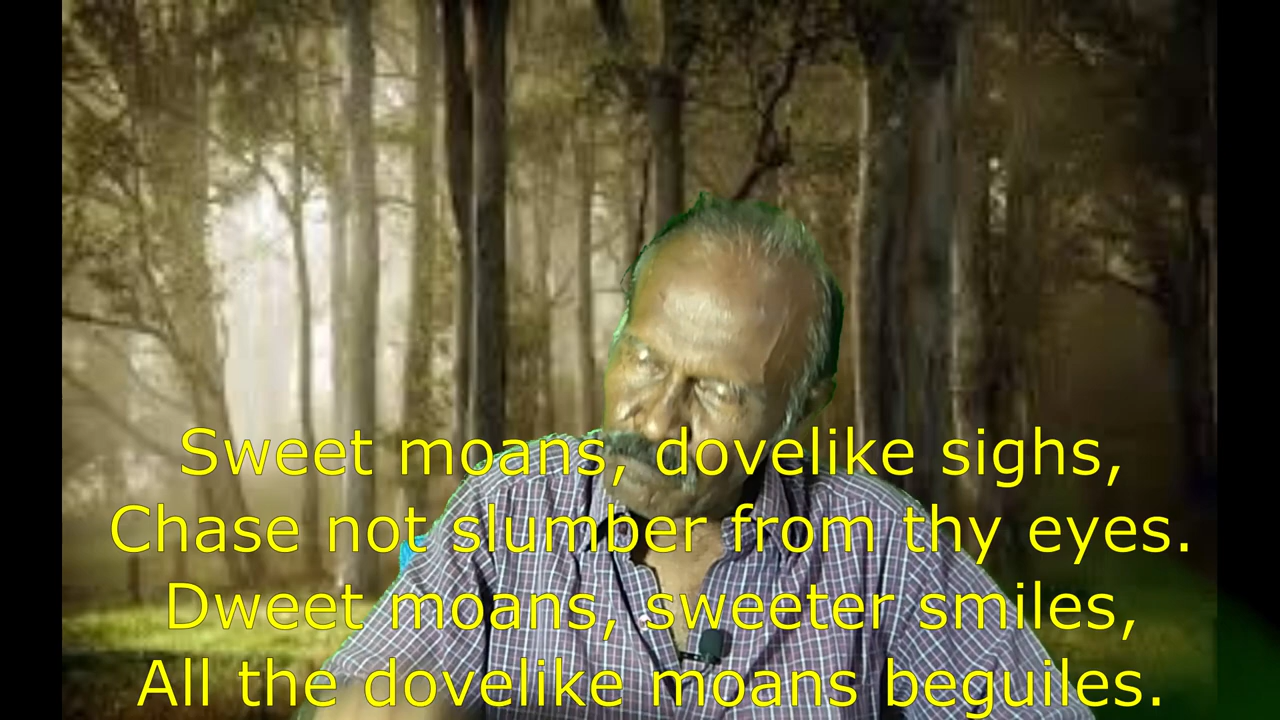 Sweet moans, dovelike sighs,
Chase not slumber from thy eyes.
Dweet moans, sweeter smiles,
All the dovelike moans beguiles.